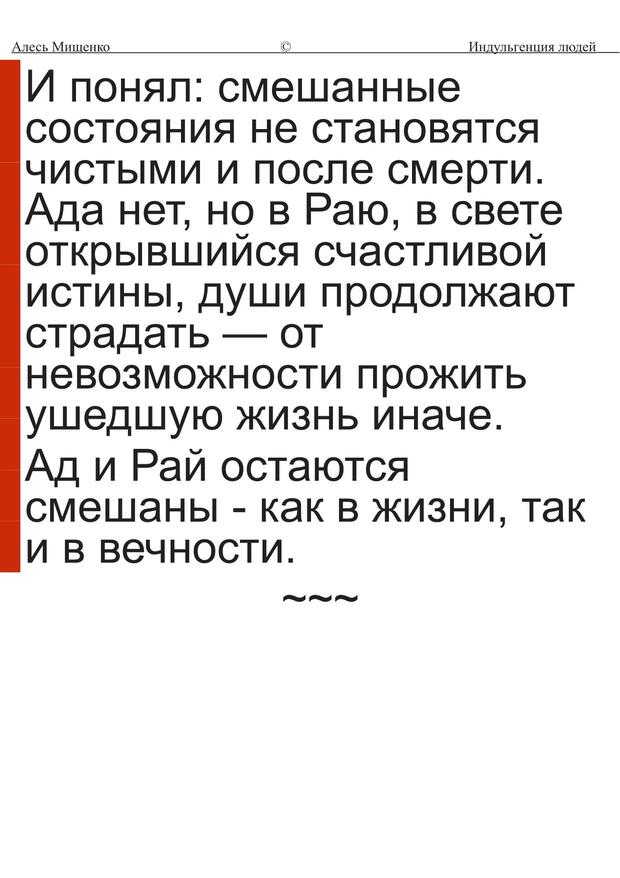 Алесь Мищенко © Индульгенция людей
И понял: смешанные
состояния не становятся
чистыми и после смерти.
Ада нет, но в Раю, в свете
открывшийся счастливой
истины, души продолжают
страдать — от
невозможности прожить
ушедшую жизнь иначе.
Ад и Рай остаются
смешаны - как в жизни, так
и в вечности.
~~~